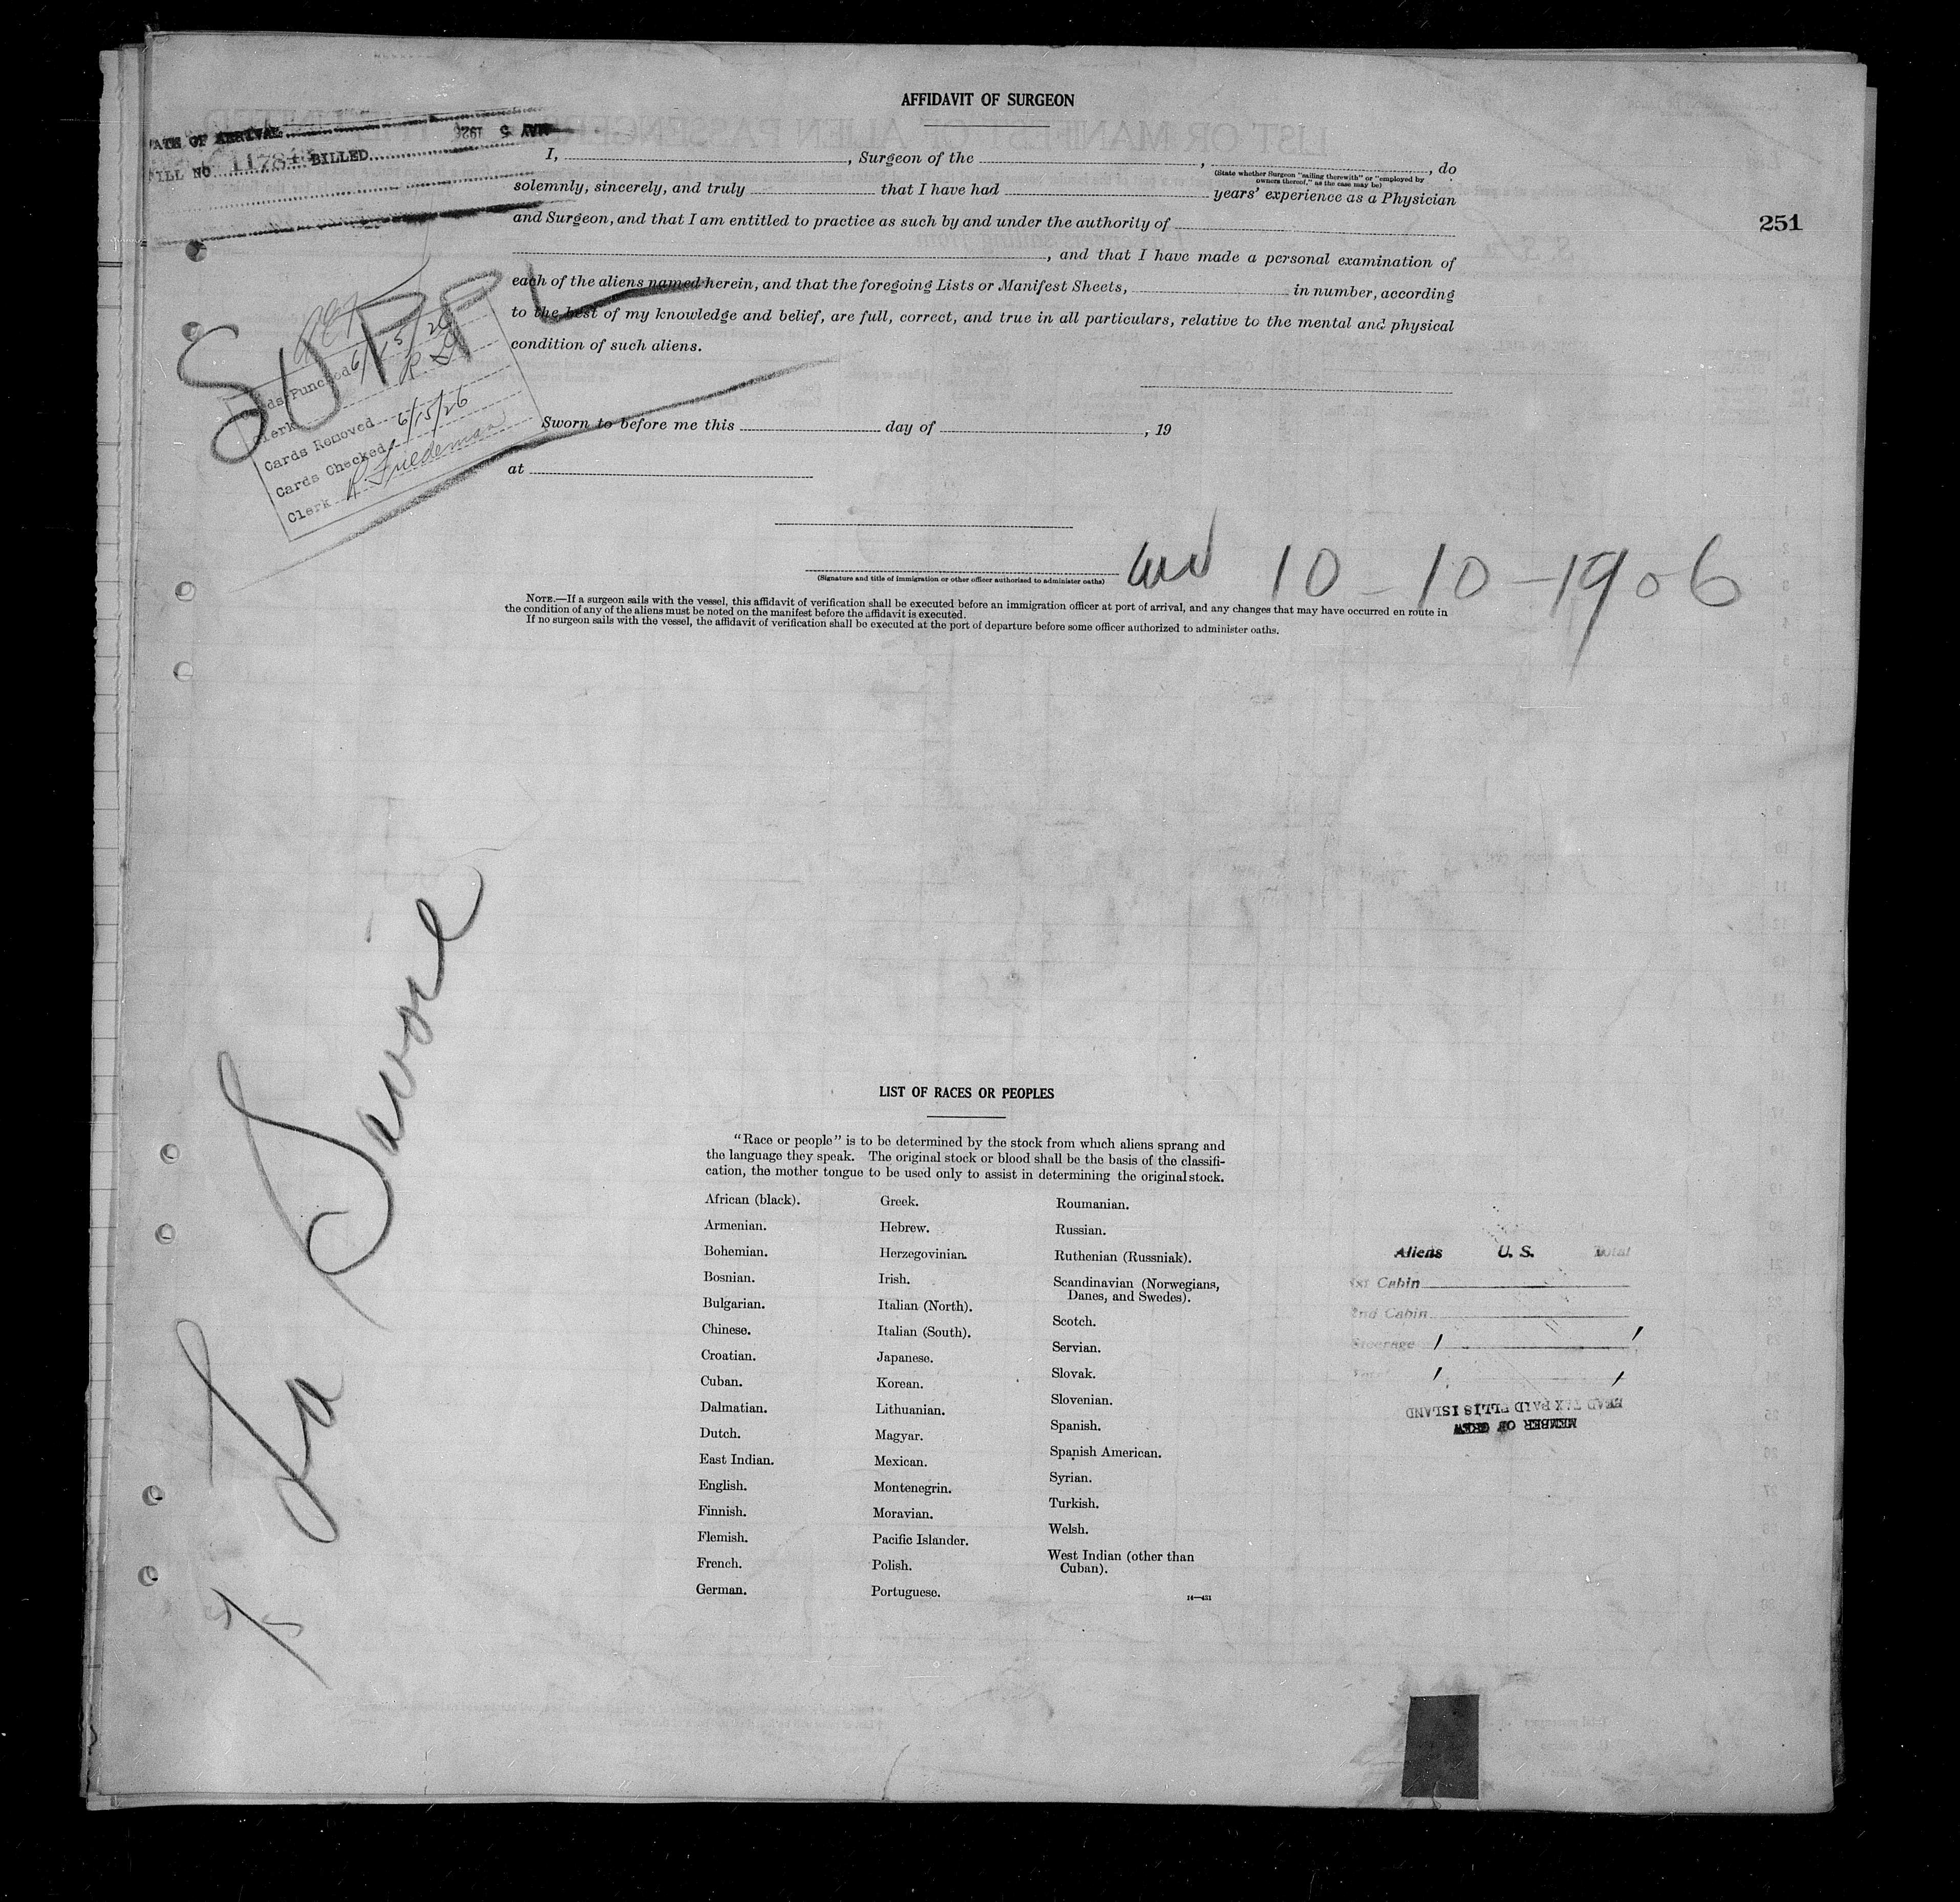 AFFIDAVIT OF SURGEON
DATE OF ARRIVAL MAY 5 1926
BILL NO 11784 BILLED
I, , Surgeon of the , , do
(State whether Surgeon "sailing therewith" or "employed by
owners thereof," as the case may be)
solemnly, sincerely, and truly that I have had years' experience as a Physician
and Surgeon, and that I am entitled to practice as such by and under the authority of
251
, and that I have made a personal examination of
each of the aliens named herein, and that the foregoing Lists or Manifest Sheets, in number, according
to the best of my knowledge and belief, are full, correct, and true in all particulars, relative to the mental and physical
condition of such aliens.
SUPPL
Cards Punched 6/15/26
Clerk
Cards Removed
Cards Checked 6/15/26
Clerk R. Friedeman
Sworn to before me this day of , 19
at
(Signature and title of immigration or other officer authorized to administer oaths)
arr 10-10-1906
NOTE.—If a surgeon sails with the vessel, this affidavit of verification shall be executed before an immigration officer at port of arrival, and any changes that may have occurred en route in
the condition of any of the aliens must be noted on the manifest before the affidavit is executed.
If no surgeon sails with the vessel, the affidavit of verification shall be executed at the port of departure before some officer authorized to administer oaths.
La Savoie
LIST OF RACES OR PEOPLES
"Race or people" is to be determined by the stock from which aliens sprang and
the language they speak. The original stock or blood shall be the basis of the classifi-
cation, the mother tongue to be used only to assist in determining the original stock.
African (black).
Armenian.
Bohemian.
Bosnian.
Bulgarian.
Chinese.
Croatian.
Cuban.
Dalmatian.
Dutch.
East Indian.
English.
Finnish.
Flemish.
French.
German.
Greek.
Hebrew.
Herzegovinian.
Irish.
Italian (North).
Italian (South).
Japanese.
Korean.
Lithuanian.
Magyar.
Mexican.
Montenegrin.
Moravian.
Pacific Islander.
Polish.
Portuguese.
Roumanian.
Russian.
Ruthenian (Russniak).
Scandinavian (Norwegians,
Danes, and Swedes).
Scotch.
Servian.
Slovak.
Slovenian.
Spanish.
Spanish American.
Syrian.
Turkish.
Welsh.
West Indian (other than
Cuban).
14—431
Aliens U. S. Total
1st Cabin
2nd Cabin
Steerage 1 1
Total 1 1
HEAD TAX PAID ELLIS ISLAND
MEMBER OF CREW